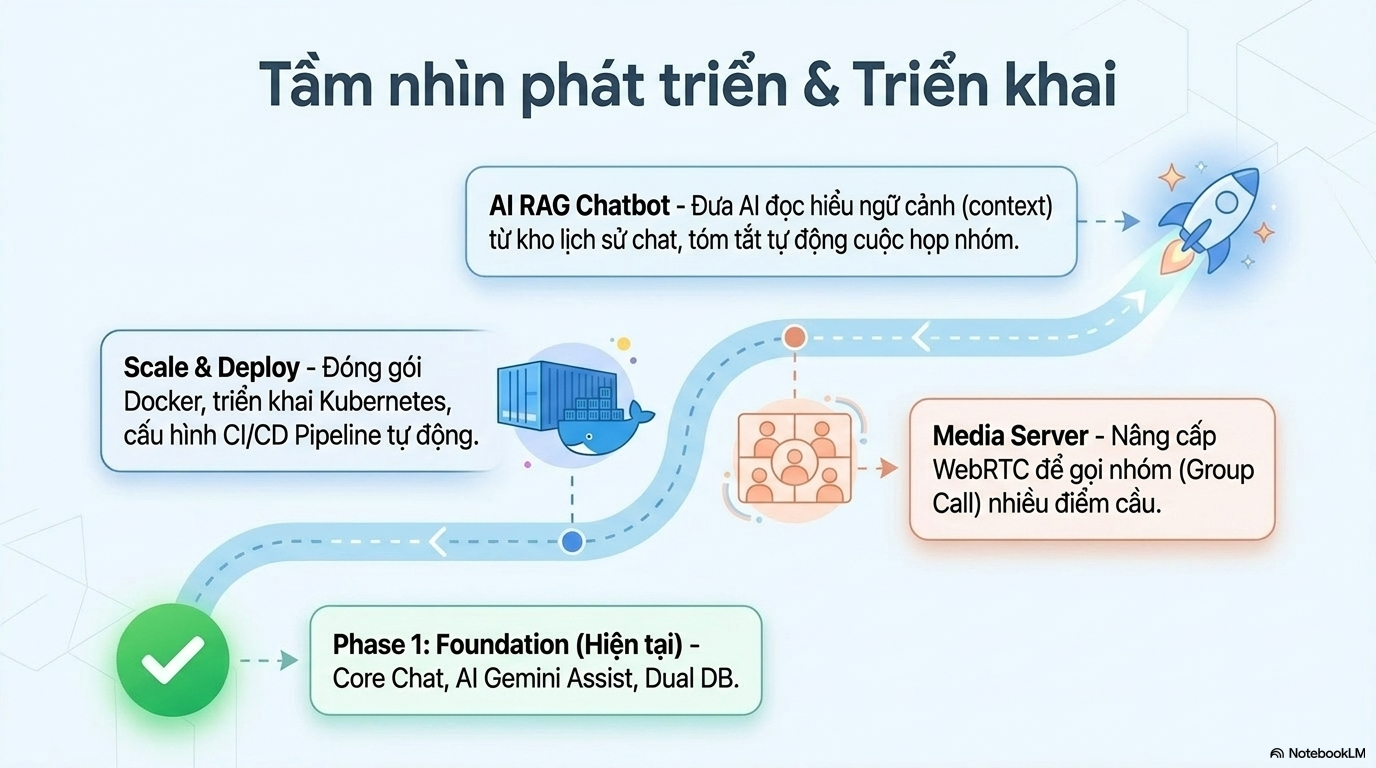 Tầm nhìn phát triển & Triển khai
AI RAG Chatbot - Đưa AI đọc hiểu ngữ cảnh (context)
từ kho lịch sử chat, tóm tắt tự động cuộc họp nhóm.
Scale & Deploy - Đóng gói
Docker, triển khai Kubernetes,
cấu hình CI/CD Pipeline tự động.
Media Server - Nâng cấp
WebRTC để gọi nhóm (Group
Call) nhiều điểm cầu.
Phase 1: Foundation (Hiện tại) -
Core Chat, AI Gemini Assist, Dual DB.
NotebookLM